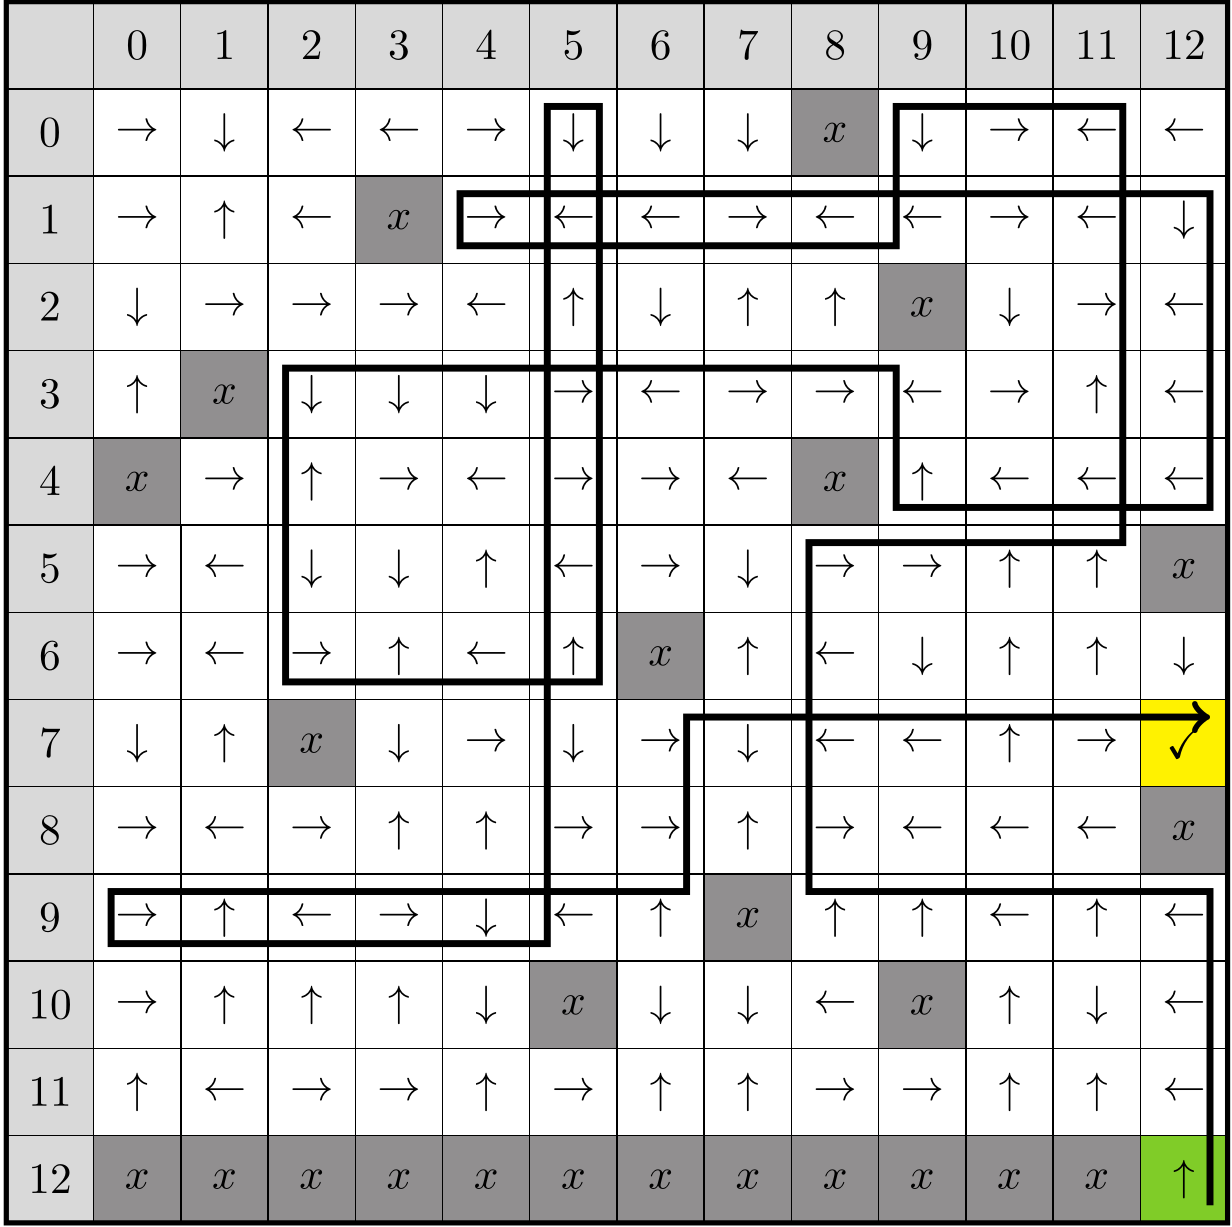 0 1 2 3 4 5 6 7 8 9 10 11 12
0 → ↓ ← ← → ↓ ↓ ↓ x ↓ → ← ←
1 → ↑ ← x → ← ← → ← ← → ← ↓
2 ↓ → → → ← ↑ ↓ ↑ ↑ x ↓ → ←
3 ↑ x ↓ ↓ ↓ → ← → → ← → ↑ ←
4 x → ↑ → ← → → ← x ↑ ← ← ←
5 → ← ↓ ↓ ↑ ← → ↓ → → ↑ ↑ x
6 → ← → ↑ ← ↑ x ↑ ← ↓ ↑ ↑ ↓
7 ↓ ↑ x ↓ → ↓ → ↓ ← ← ↑ → ✓
8 → ← → ↑ ↑ → → ↑ → ← ← ← x
9 → ↑ ← → ↓ ← ↑ x ↑ ↑ ← ↑ ←
10 → ↑ ↑ ↑ ↓ x ↓ ↓ ← x ↑ ↓ ←
11 ↑ ← → → ↑ → ↑ ↑ → → ↑ ↑ ←
12 x x x x x x x x x x x x ↑